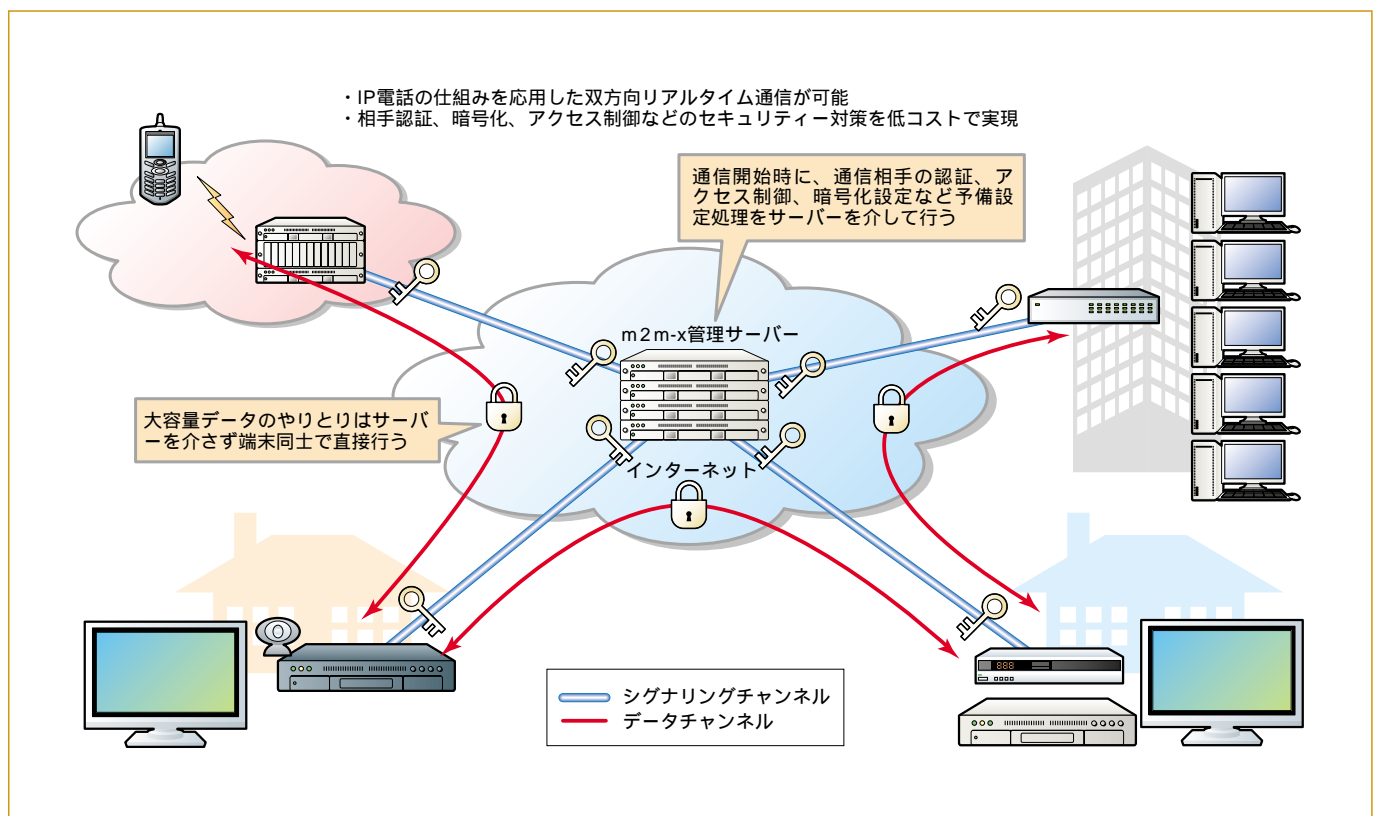 ・IP電話の仕組みを応用した双方向リアルタイム通信が可能
・相手認証、暗号化、アクセス制御などのセキュリティー対策を低コストで実現
通信開始時に、通信相手の認証、ア
クセス制御、暗号化設定など予備設
定処理をサーバーを介して行う
m2m-x管理サーバー
大容量データのやりとりはサーバ
ーを介さず端末同士で直接行う
インターネット
888
シグナリングチャンネル
データチャンネル